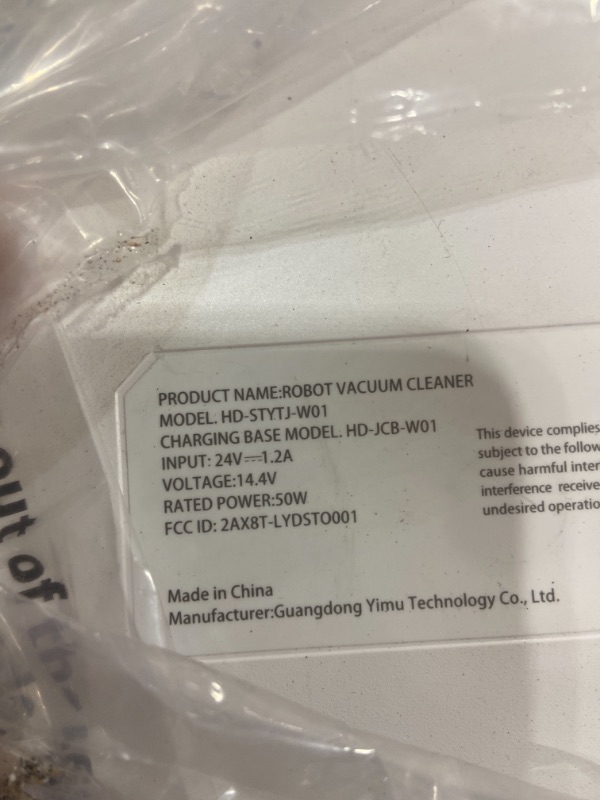 PRODUCT NAME:ROBOT VACUUM CLEANER
MODEL. HD-STYTJ-W01
CHARGING BASE MODEL. HD-JCB-W01
INPUT: 24V⎓1.2A
VOLTAGE:14.4V
RATED POWER:50W
FCC ID: 2AX8T-LYDSTO001
This device complies
subject to the follow
cause harmful inter
interference receive
undesired operatio
Made in China
Manufacturer:Guangdong Yimu Technology Co., Ltd.
out of